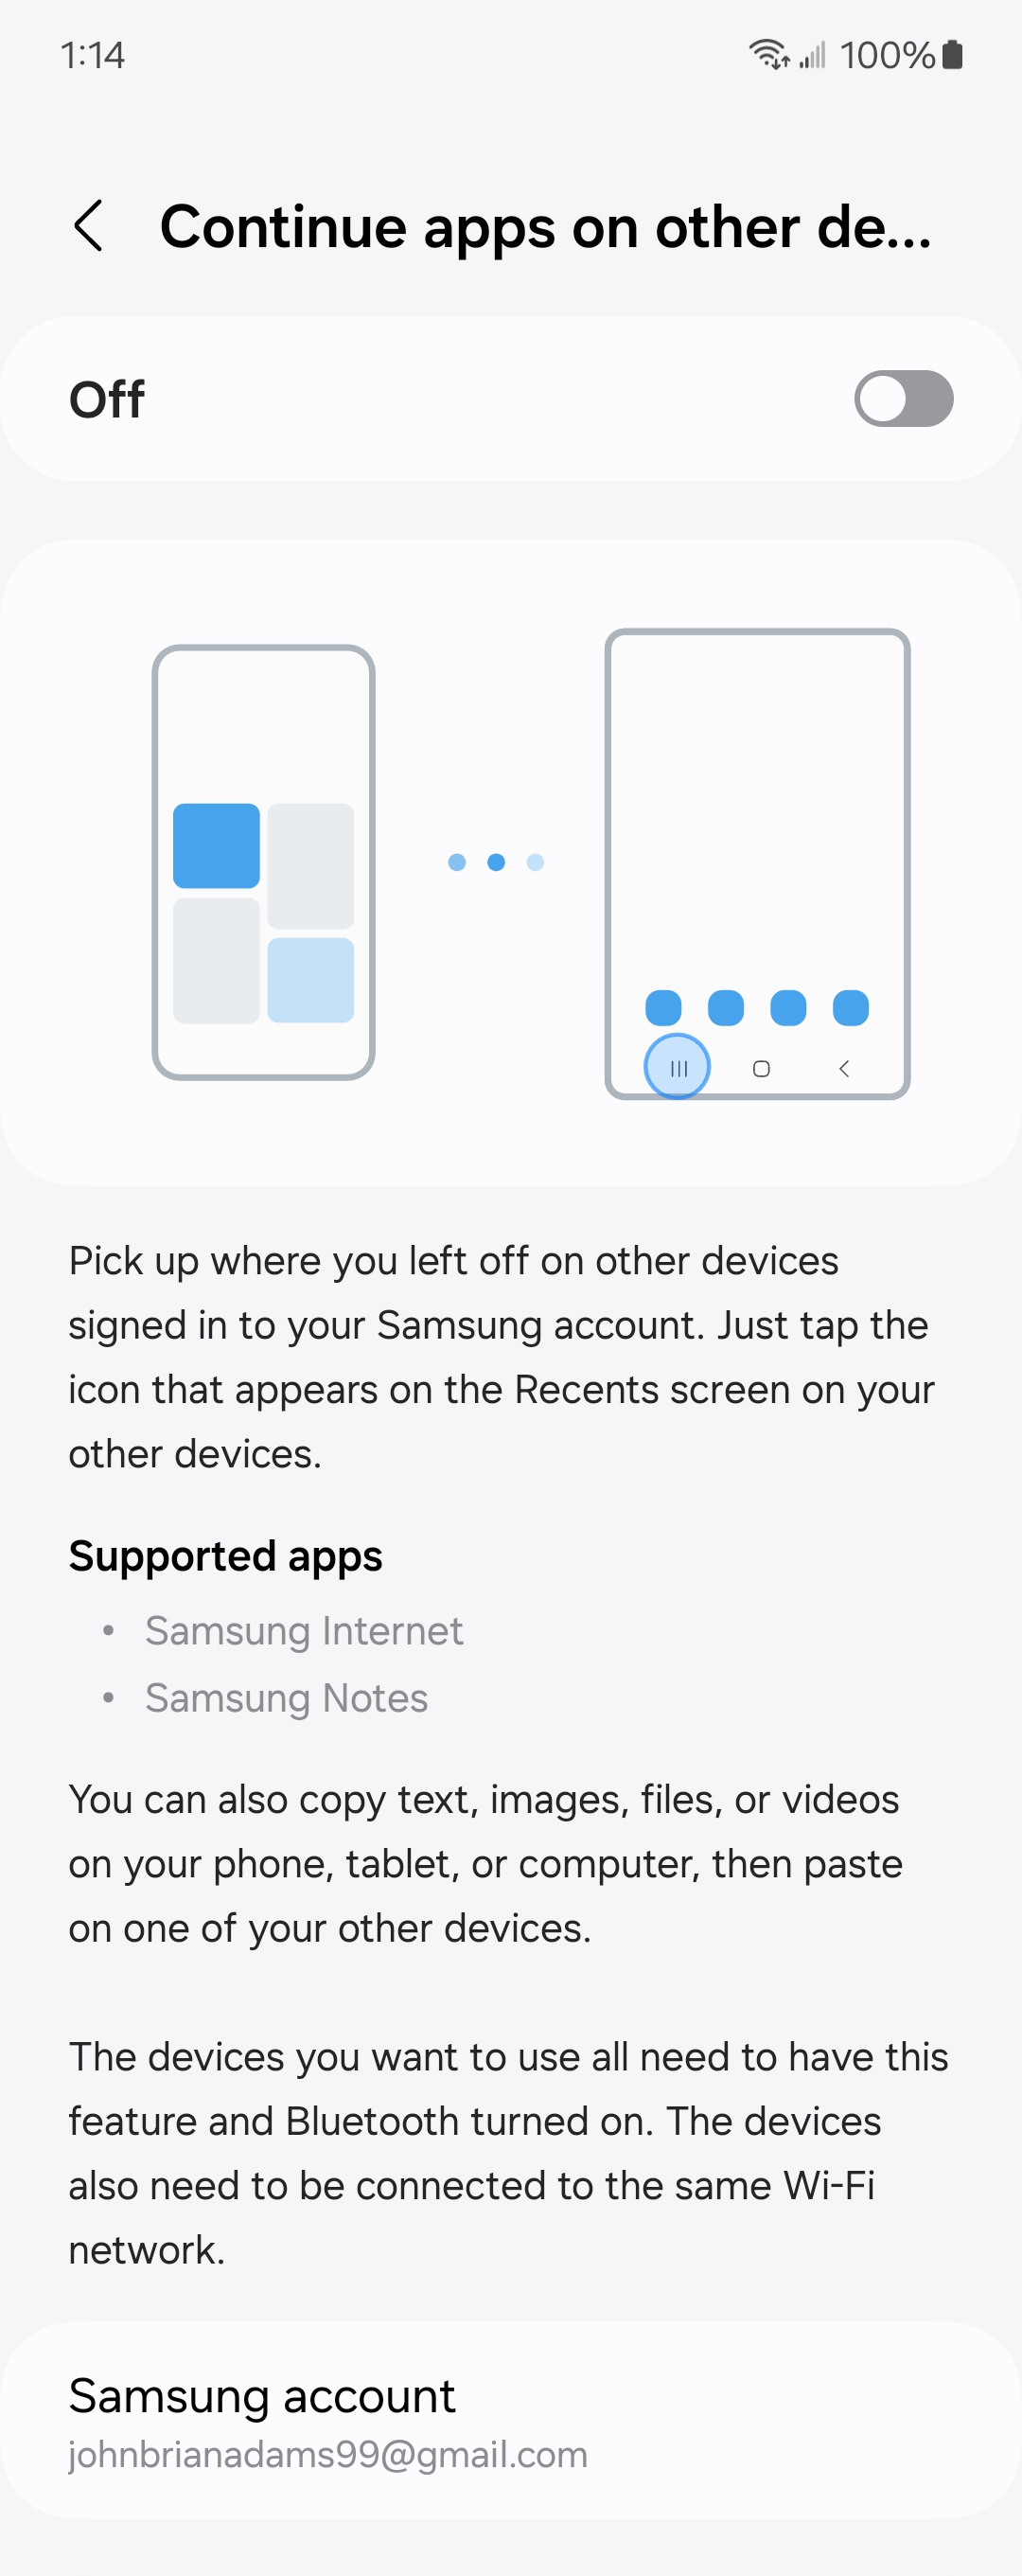 1:14
100%
Continue apps on other de...
Off
Pick up where you left off on other devices
signed in to your Samsung account. Just tap the
icon that appears on the Recents screen on your
other devices.
Supported apps
• Samsung Internet
• Samsung Notes
You can also copy text, images, files, or videos
on your phone, tablet, or computer, then paste
on one of your other devices.
The devices you want to use all need to have this
feature and Bluetooth turned on. The devices
also need to be connected to the same Wi-Fi
network.
Samsung account
johnbrianadams99@gmail.com